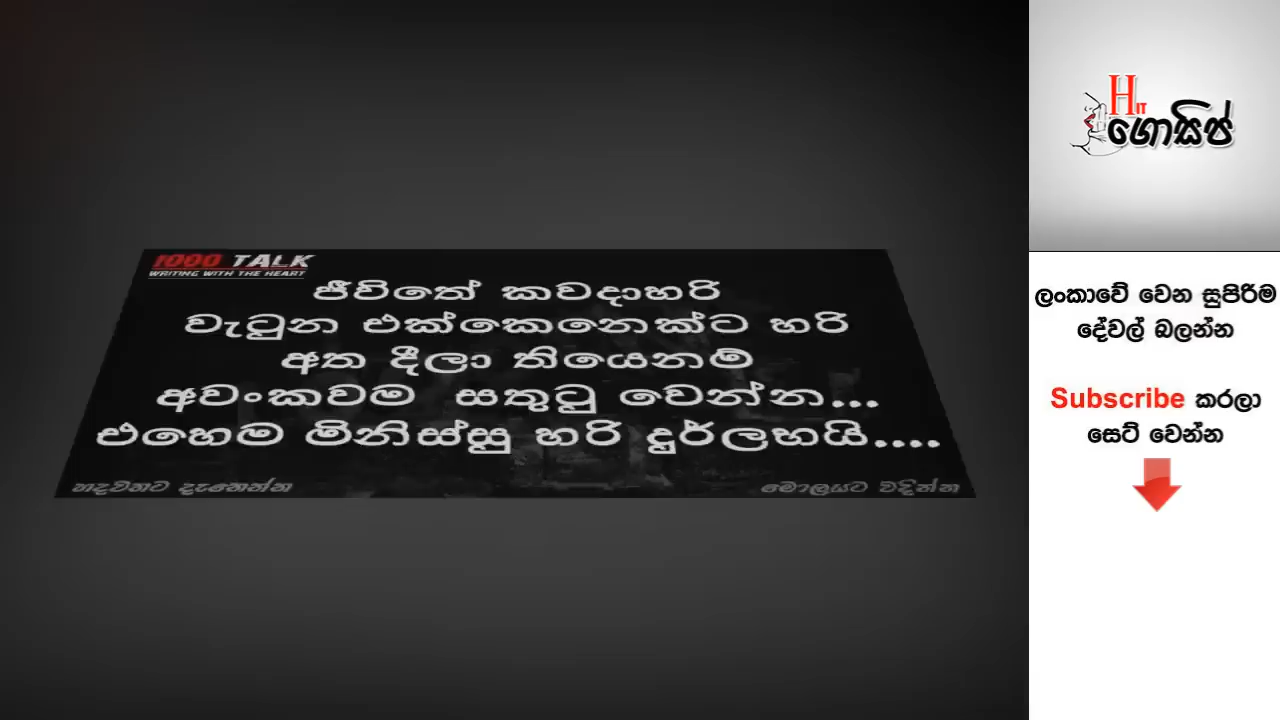 1000 TALK
WRITING WITH THE HEART
ජීවිතේ කවදාහරි
වැටුන එක්කෙනෙක්ට හරි
අත දීලා තියෙනම්
අවංකවම සතුටු වෙන්න...
එහෙම මිනිස්සු හරි දුර්ලභයි....
හදවතට දැනෙන්න
මොලයට වදින්න
HIT
ගොසිප්
ලංකාවේ වෙන සුපිරිම
දේවල් බලන්න
Subscribe කරලා
සෙට් වෙන්න